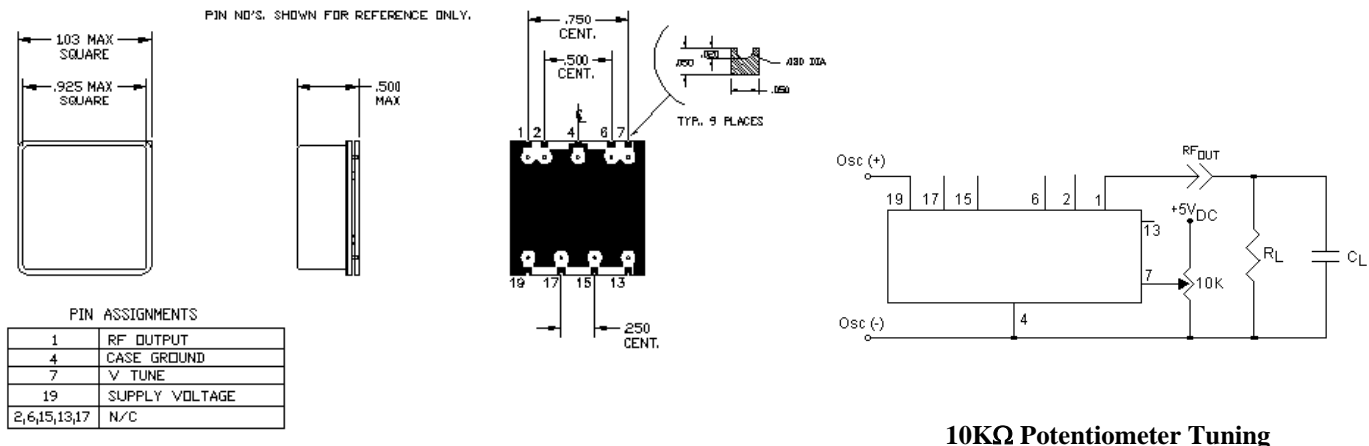 PIN NO'S. SHOWN FOR REFERENCE ONLY.
1.03 MAX
SQUARE
.925 MAX
SQUARE
.500
MAX
.750
CENT.
.500
CENT.
.050
.030 DIA
.050
TYP., 9 PLACES
1 2 4 6 7
19 17 15 13
.250
CENT.
PIN ASSIGNMENTS
1 RF OUTPUT
4 CASE GROUND
7 V TUNE
19 SUPPLY VOLTAGE
2,6,15,13,17 N/C
Osc (+)
RF OUT
19 17 15 6 2 1
+5V DC
13
RL
CL
7
10K
Osc (-)
4
10KΩ Potentiometer Tuning